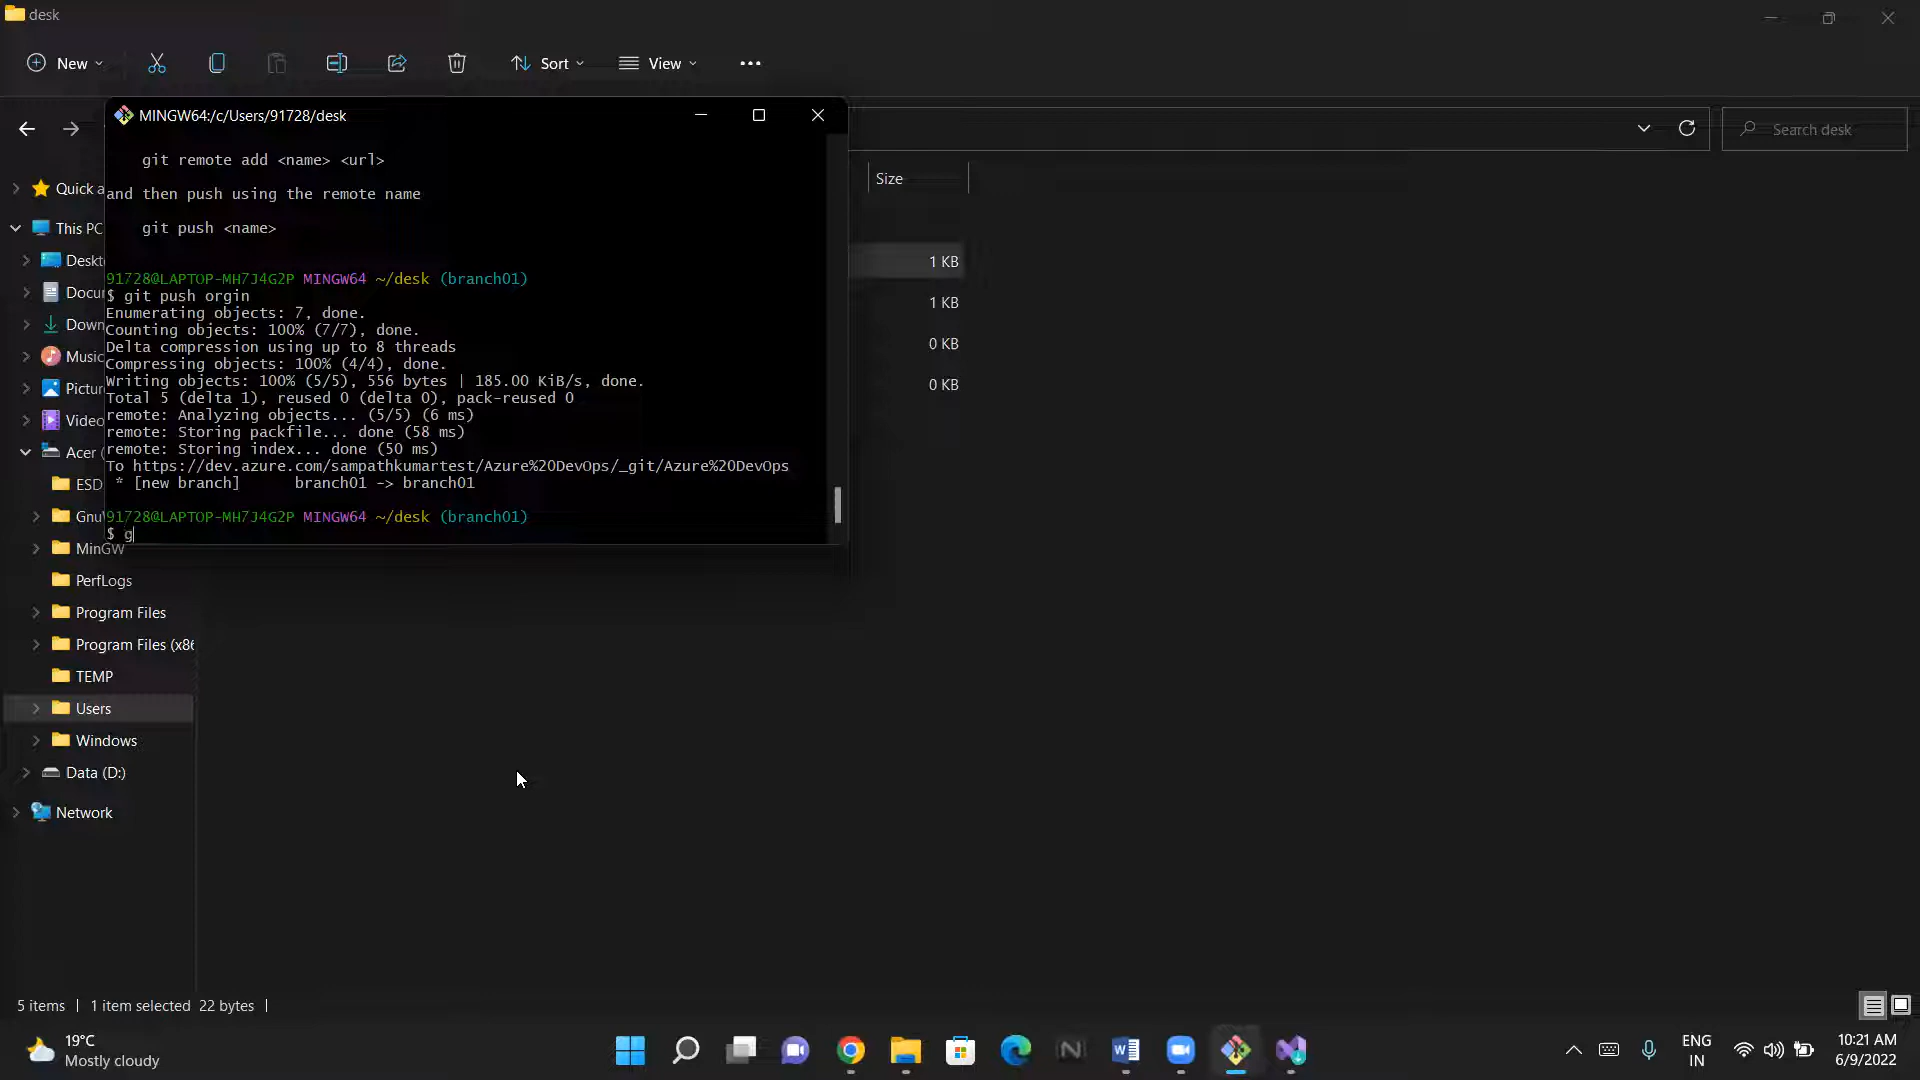 desk
New
Sort
View
MINGW64:/c/Users/91728/desk
Search desk
git remote add <name> <url>
Size
Quick a
and then push using the remote name
This PC
git push <name>
Deskt
1 KB
91728@LAPTOP-MH7J4G2P MINGW64 ~/desk (branch01)
Docur
$ git push orgin
1 KB
Enumerating objects: 7, done.
Down
Counting objects: 100% (7/7), done.
Delta compression using up to 8 threads
0 KB
Music
Compressing objects: 100% (4/4), done.
Writing objects: 100% (5/5), 556 bytes | 185.00 KiB/s, done.
Pictur
0 KB
Total 5 (delta 1), reused 0 (delta 0), pack-reused 0
remote: Analyzing objects... (5/5) (6 ms)
Video
remote: Storing packfile... done (58 ms)
remote: Storing index... done (50 ms)
Acer (
To https://dev.azure.com/sampathkumartest/Azure%20DevOps/_git/Azure%20DevOps
* [new branch]      branch01 -> branch01
ESD
91728@LAPTOP-MH7J4G2P MINGW64 ~/desk (branch01)
GnuV
$ g
MinGW
PerfLogs
Program Files
Program Files (x86
TEMP
Users
Windows
Data (D:)
Network
5 items | 1 item selected 22 bytes |
19°C
Mostly cloudy
ENG
IN
10:21 AM
6/9/2022